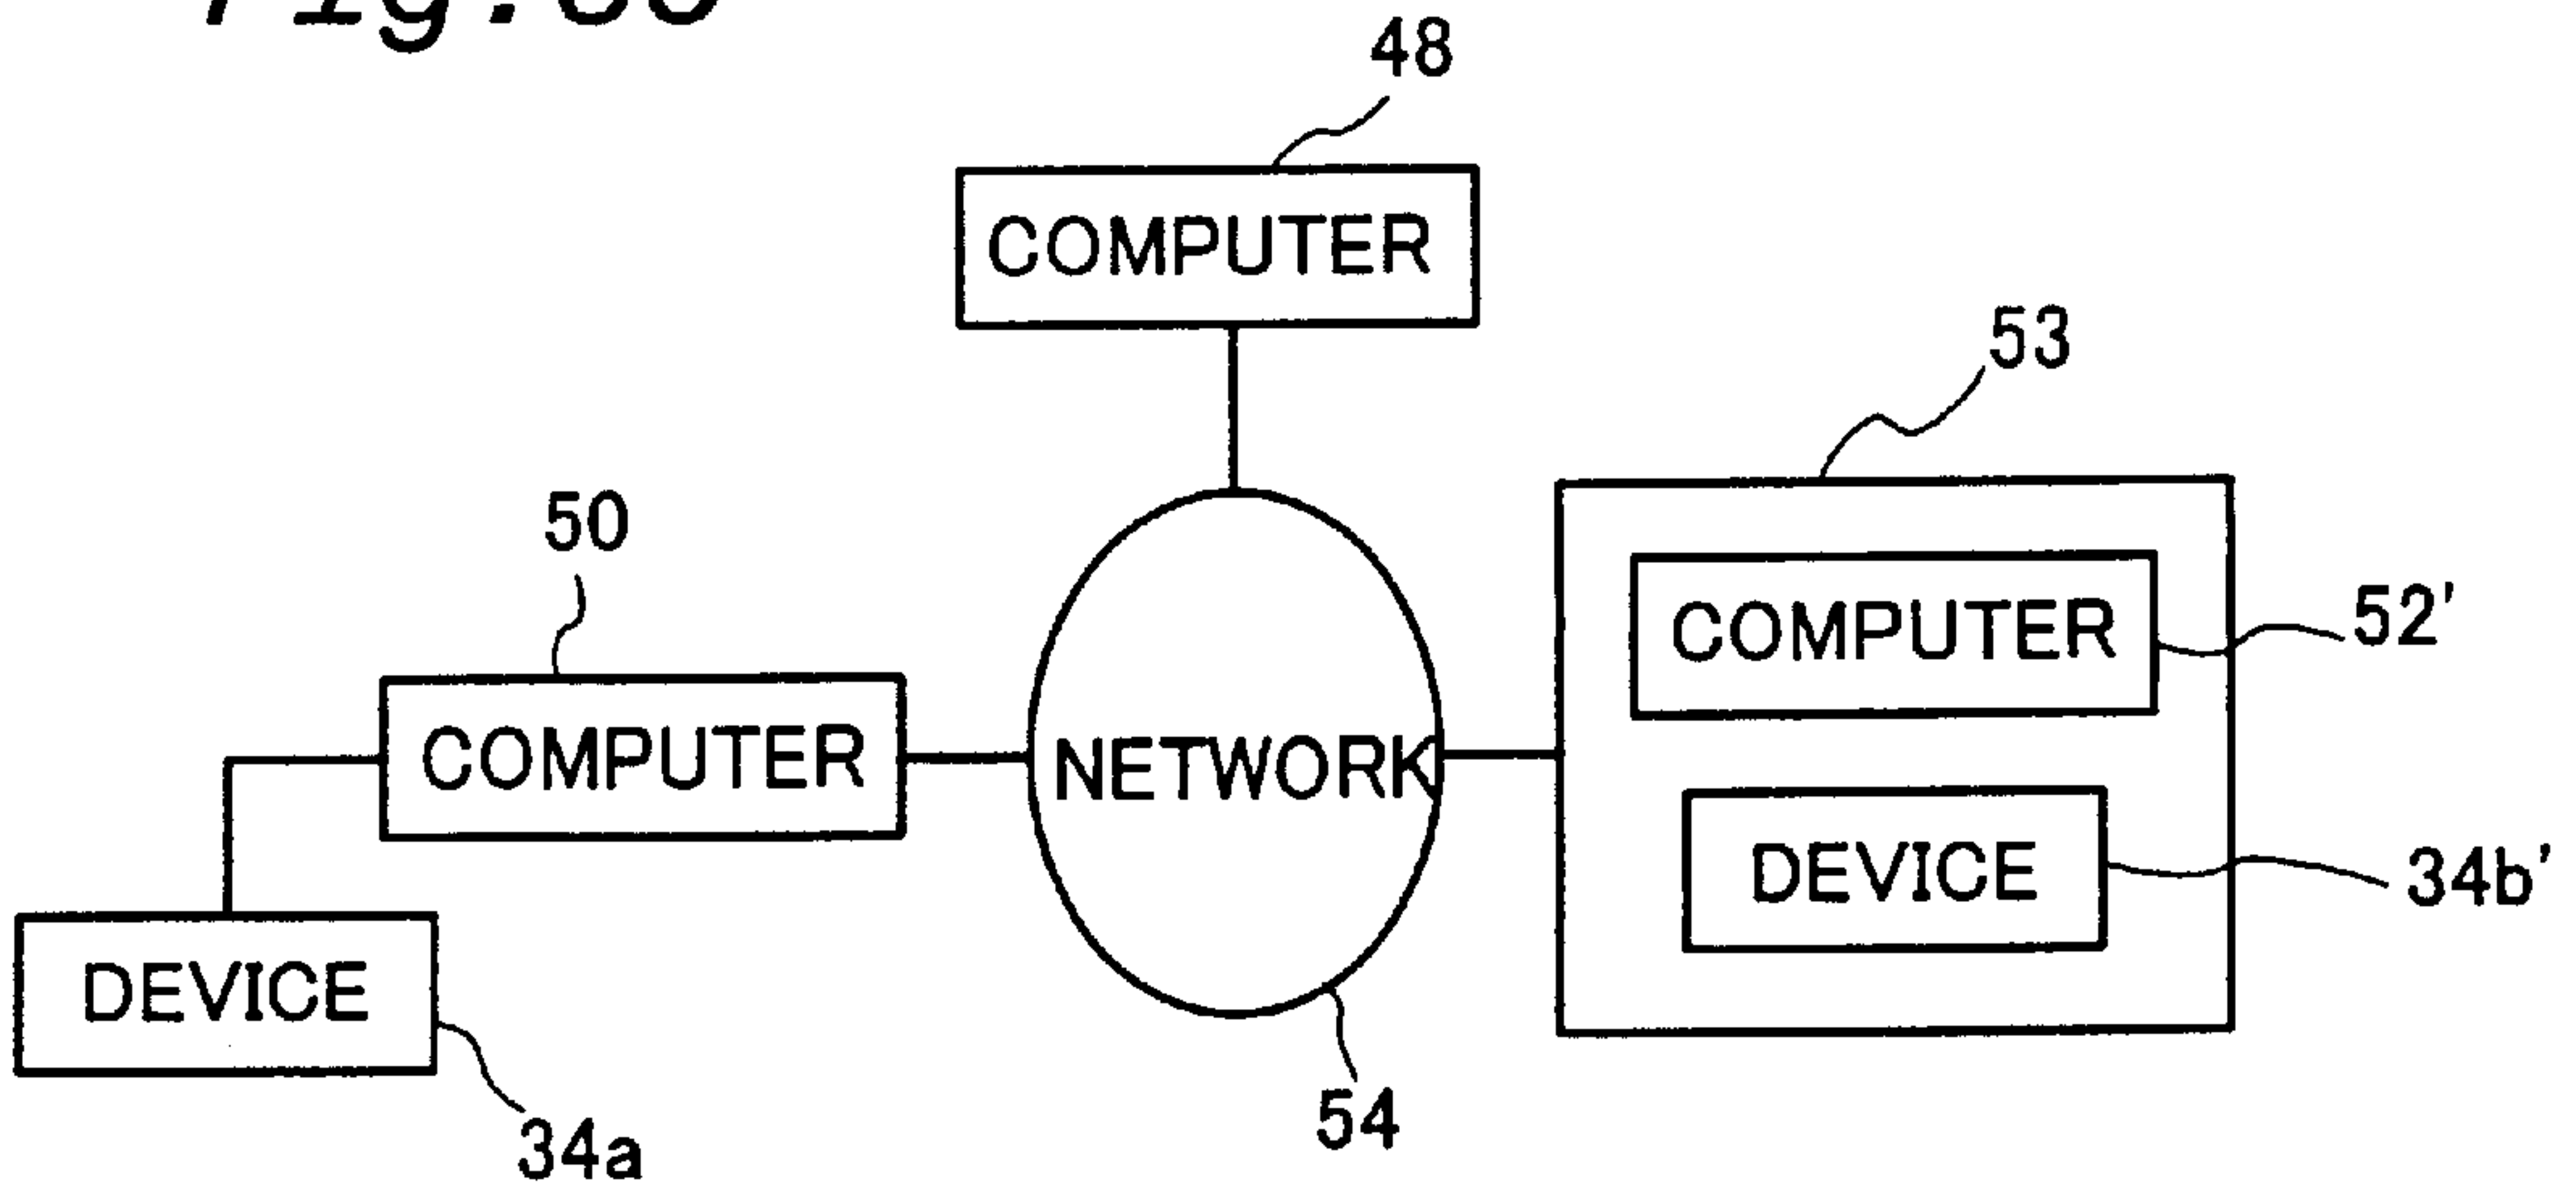 48
COMPUTER
53
50
COMPUTER
52'
COMPUTER
NETWORK
DEVICE
34b'
DEVICE
54
34a